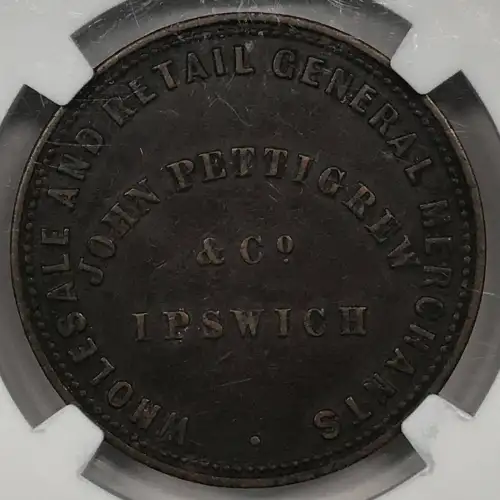 WHOLESALE AND RETAIL GENERAL MERCHANTS
JOHN PETTIGREW
& Cº
IPSWICH